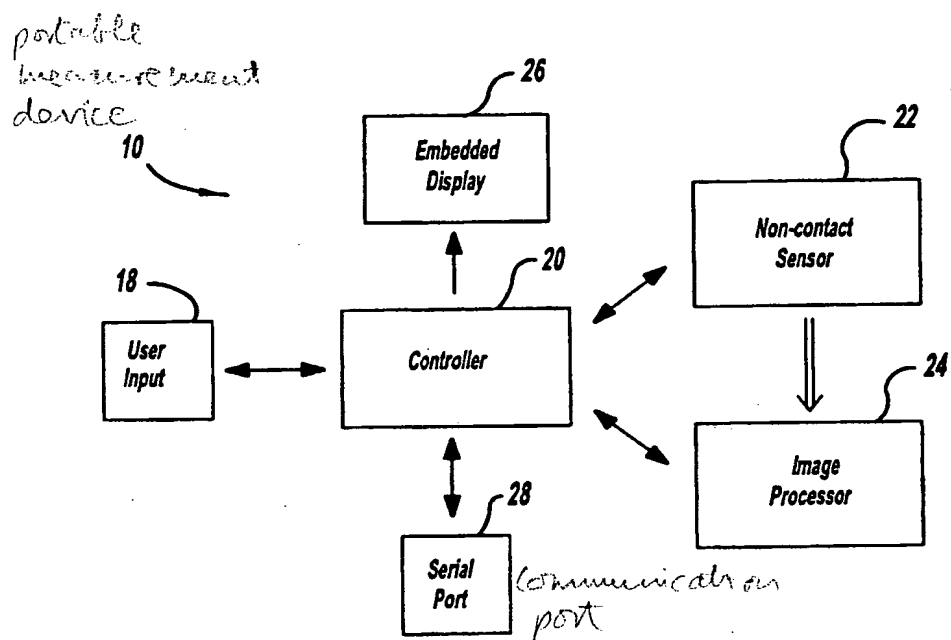 portable
measurement
device
10
26
Embedded
Display
22
Non-contact
Sensor
18
User
Input
20
Controller
24
Image
Processor
28
Serial
Port
communication
port